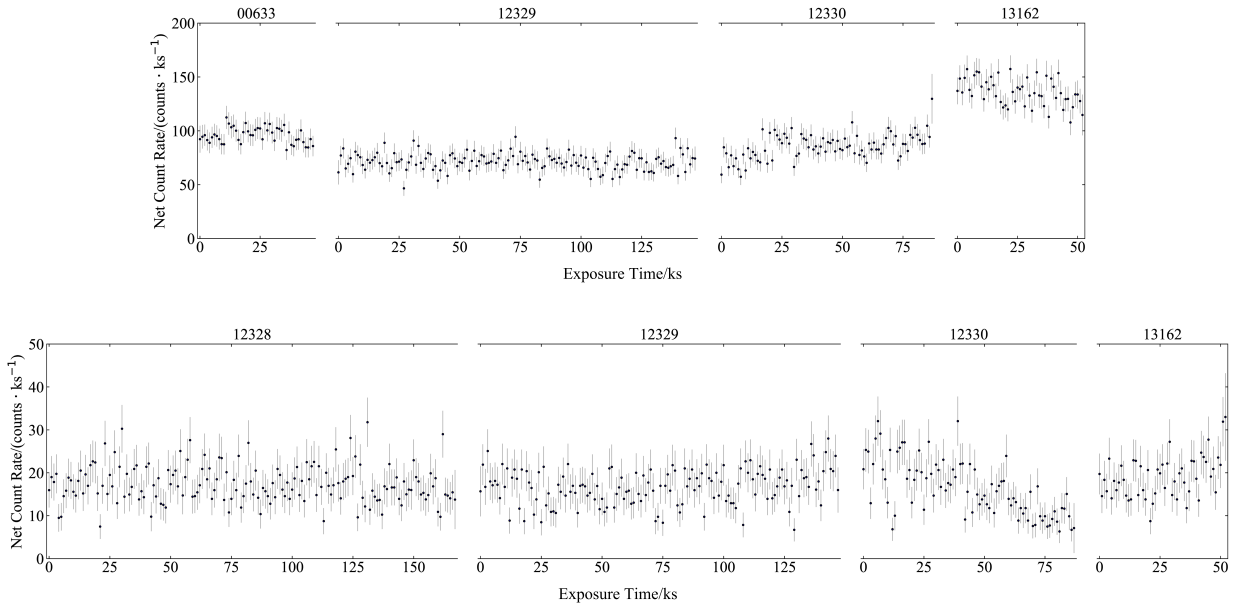 00633 12329 12330 13162
Net Count Rate/(counts · ks⁻¹)
200
150
100
50
0
0 25 0 25 50 75 100 125 0 25 50 75 0 25 50
Exposure Time/ks
12328 12329 12330 13162
Net Count Rate/(counts · ks⁻¹)
50
40
30
20
10
0
0 25 50 75 100 125 150 0 25 50 75 100 125 0 25 50 75 0 25 50
Exposure Time/ks